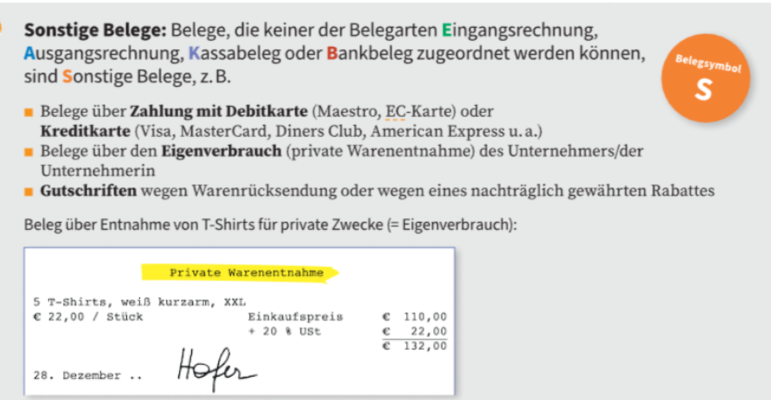 Sonstige Belege: Belege, die keiner der Belegarten Eingangsrechnung,
Ausgangsrechnung, Kassabeleg oder Bankbeleg zugeordnet werden können,
sind Sonstige Belege, z. B.
Belegsymbol
S
■ Belege über Zahlung mit Debitkarte (Maestro, EC-Karte) oder
Kreditkarte (Visa, MasterCard, Diners Club, American Express u. a.)
■ Belege über den Eigenverbrauch (private Warenentnahme) des Unternehmers/der
Unternehmerin
■ Gutschriften wegen Warenrücksendung oder wegen eines nachträglich gewährten Rabattes
Beleg über Entnahme von T-Shirts für private Zwecke (= Eigenverbrauch):
Private Warenentnahme
5 T-Shirts, weiß kurzarm, XXL
€ 22,00 / Stück Einkaufspreis € 110,00
+ 20 % USt € 22,00
€ 132,00
28. Dezember .. Hofer